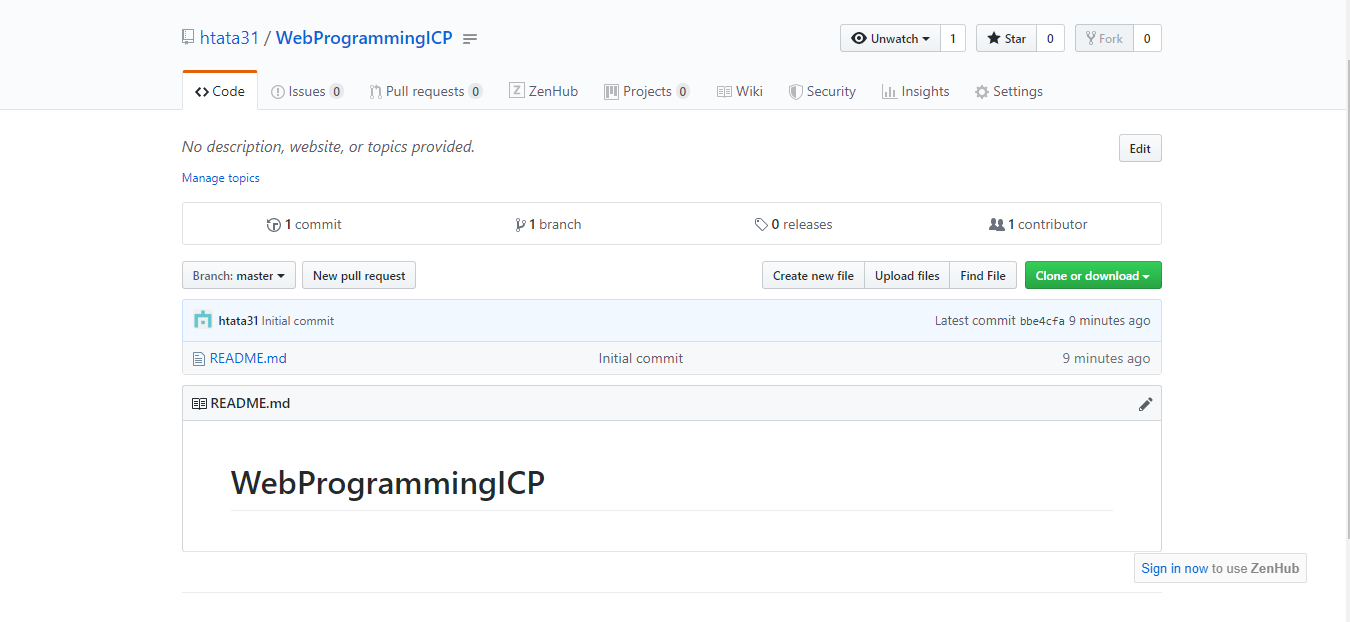 htata31 / WebProgrammingICP Unwatch 1 Star 0 Fork 0
Code Issues 0 Pull requests 0 Z ZenHub Projects 0 Wiki Security Insights Settings
No description, website, or topics provided. Edit
Manage topics
1 commit 1 branch 0 releases 1 contributor
Branch: master New pull request Create new file Upload files Find File Clone or download
htata31 Initial commit Latest commit bbe4cfa 9 minutes ago
README.md Initial commit 9 minutes ago
README.md
WebProgrammingICP
Sign in now to use ZenHub